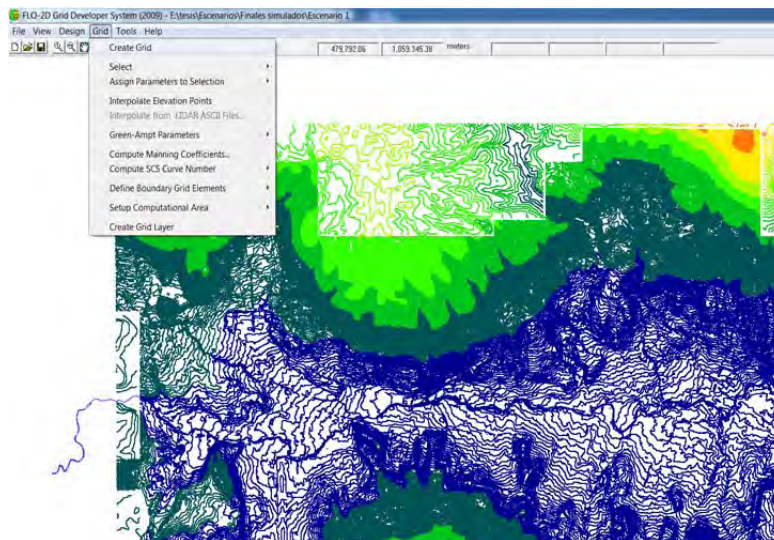 FLO-2D Grid Developer System (2009) - E:\tesis\Escenarios\Finales simulados\Escenario 1
File View Design Grid Tools Help
479,792.06 1,059,345.38 meters
Create Grid
Select
Assign Parameters to Selection
Interpolate Elevation Points
Interpolate from LIDAR ASCII Files...
Green-Ampt Parameters
Compute Manning Coefficients...
Compute SCS Curve Number
Define Boundary Grid Elements
Setup Computational Area
Create Grid Layer